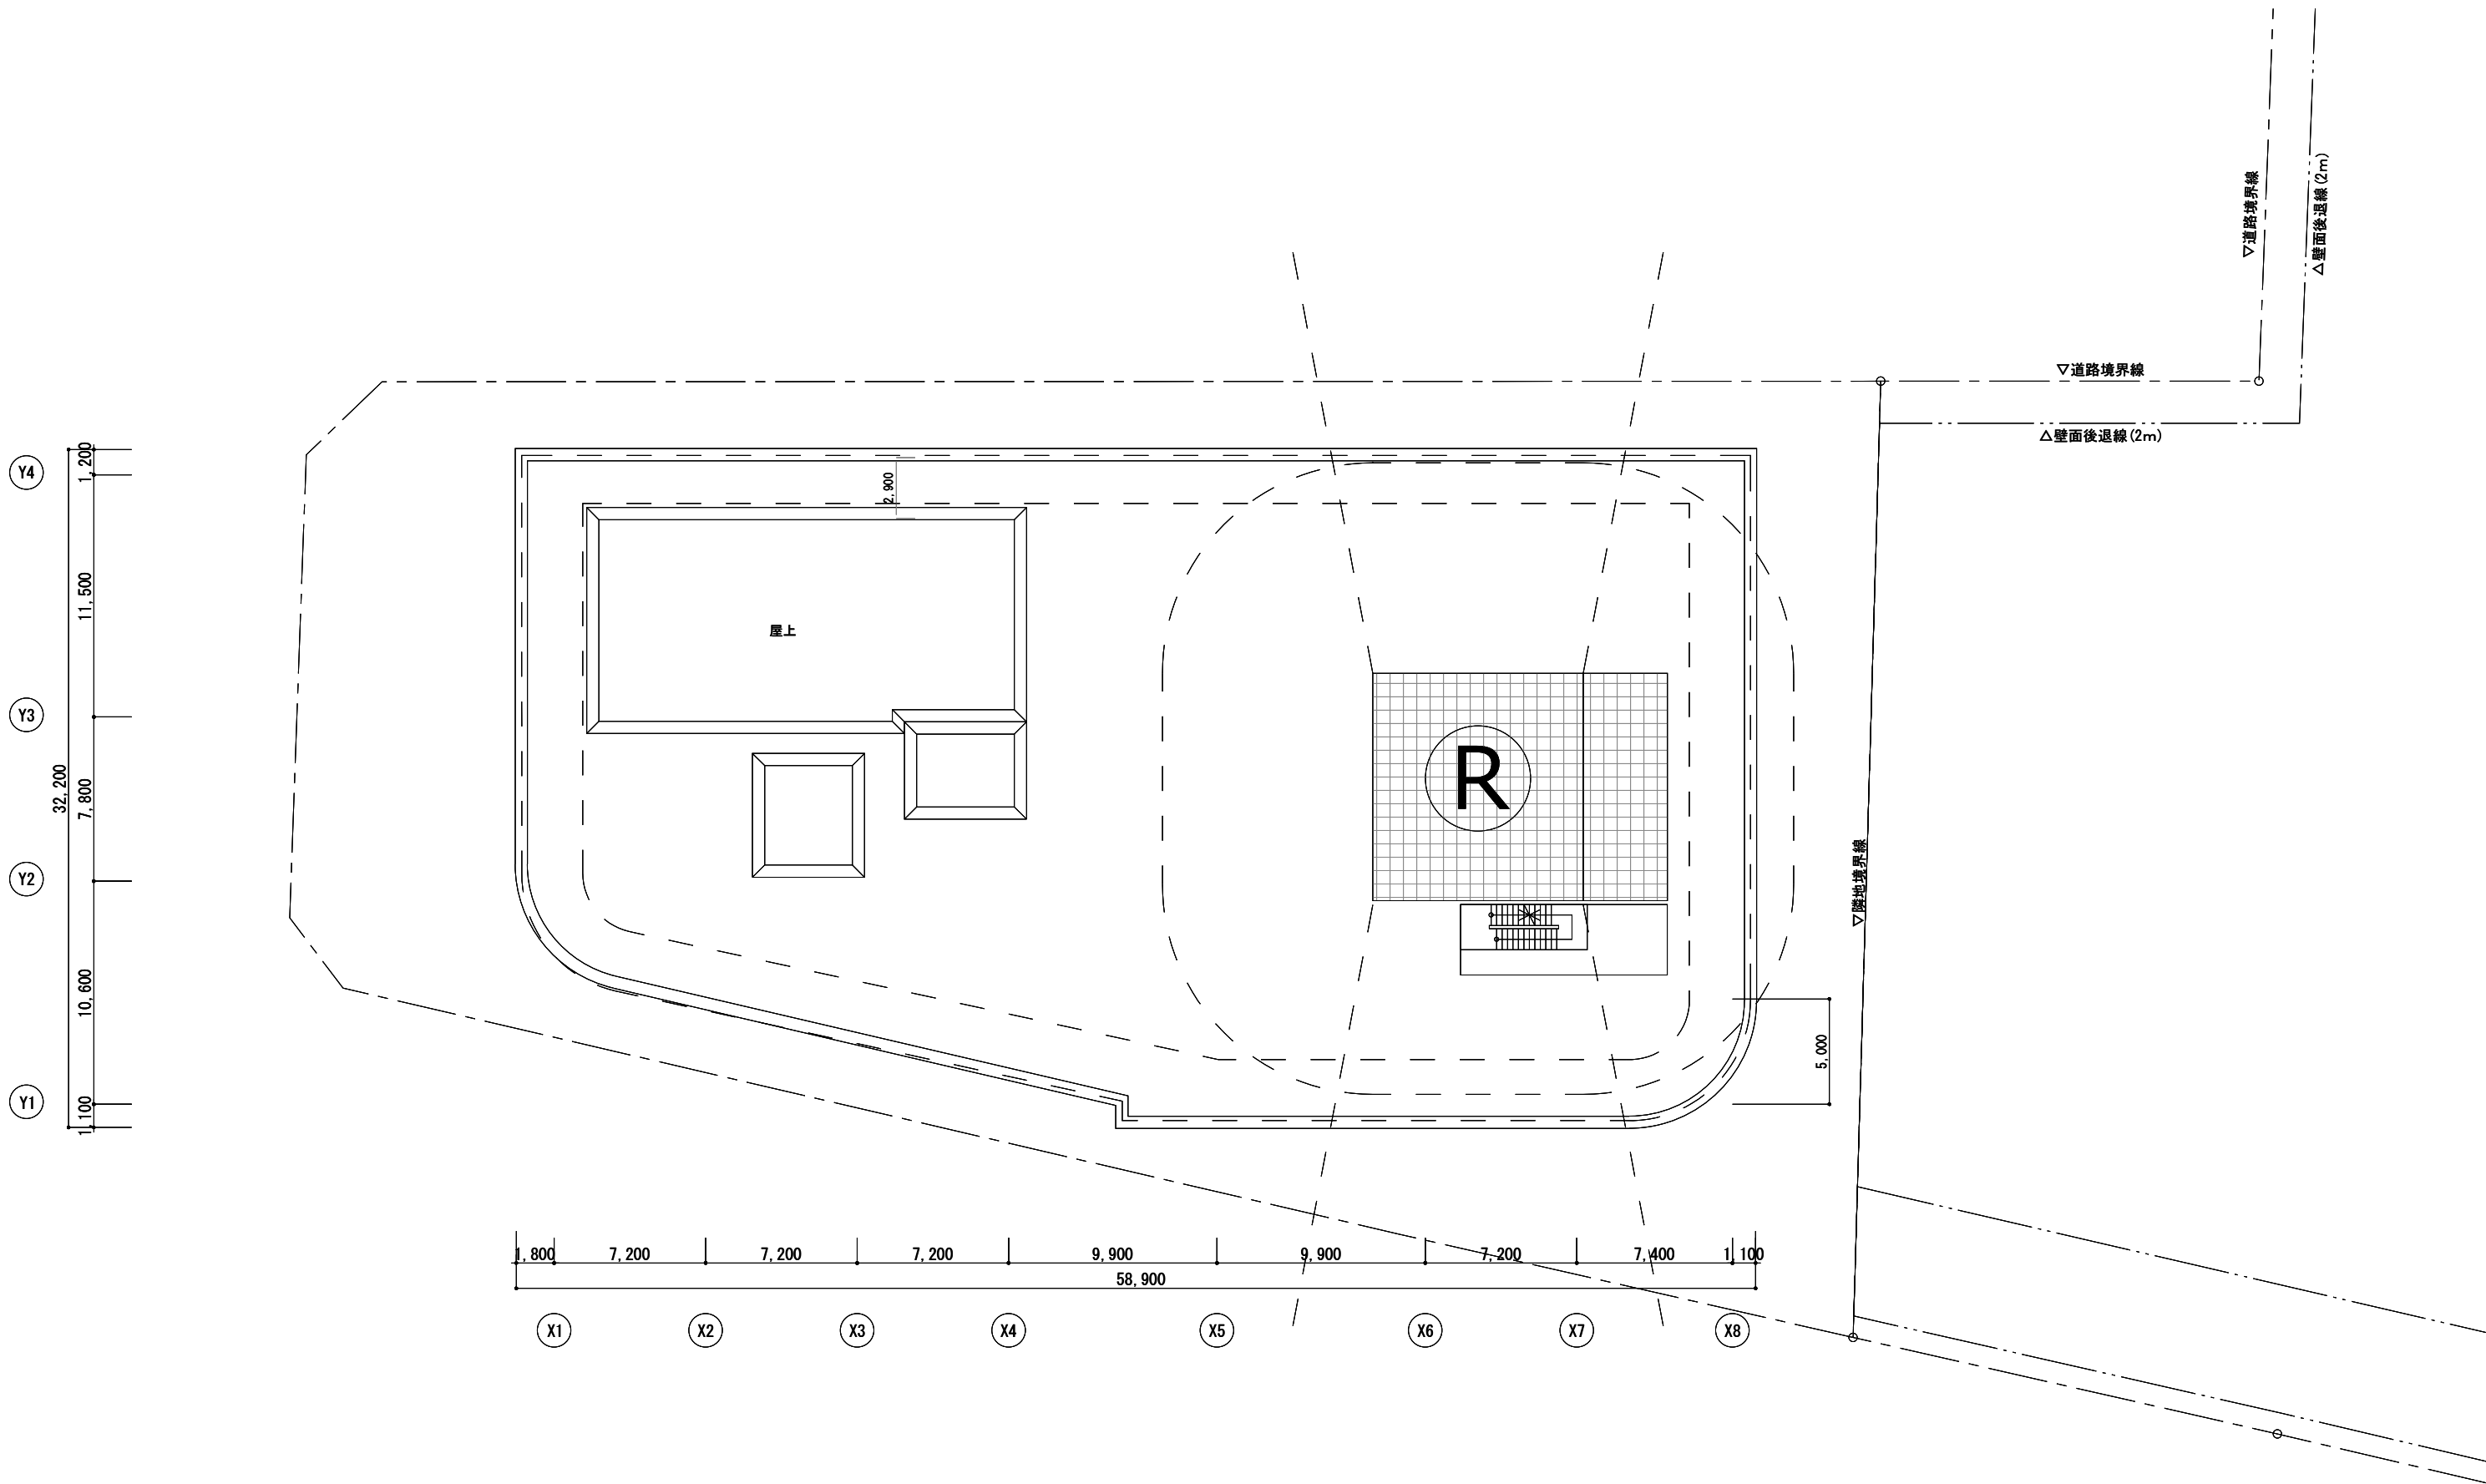 ▽道路境界線
△壁面後退線(2m)
▽道路境界線
△壁面後退線(2m)
Y4
1,200
2,900
11,500
屋上
Y3
32,200
7,800
R
Y2
▽隣地境界線
10,600
5,000
Y1
1,100
1,800
7,200
7,200
7,200
9,900
9,900
7,200
7,400
1,100
58,900
X1
X2
X3
X4
X5
X6
X7
X8